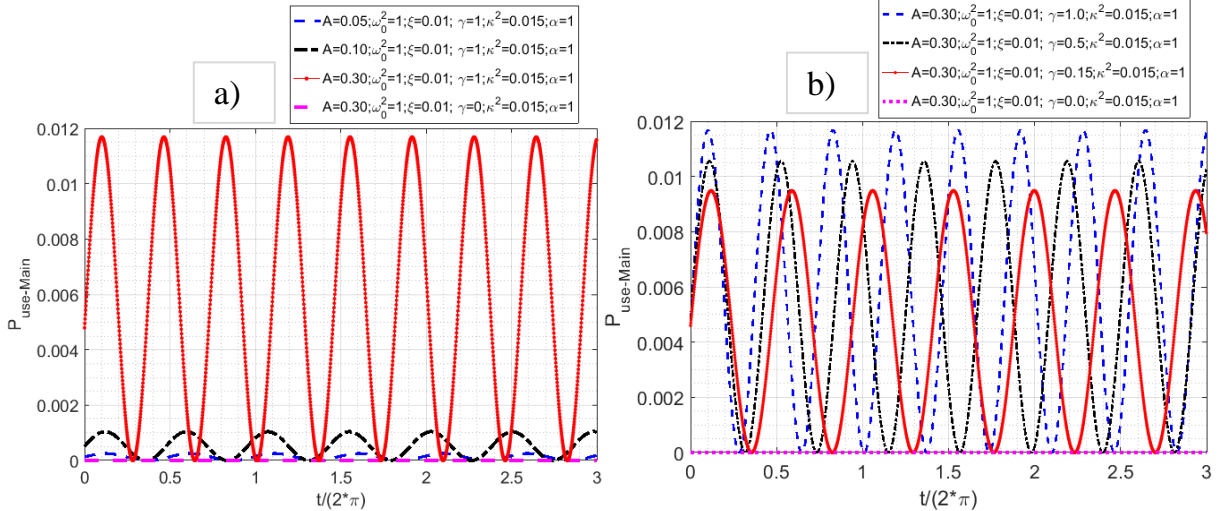 A=0.05;ω₀²=1;ξ=0.01; γ=1;κ²=0.015;α=1
A=0.10;ω₀²=1;ξ=0.01; γ=1;κ²=0.015;α=1
A=0.30;ω₀²=1;ξ=0.01; γ=1;κ²=0.015;α=1
A=0.30;ω₀²=1;ξ=0.01; γ=0;κ²=0.015;α=1
a)
0.012
0.01
0.008
0.006
0.004
0.002
0
P_use-Main
0
0.5
1
1.5
2
2.5
3
t/(2*π)
A=0.30;ω₀²=1;ξ=0.01; γ=1.0;κ²=0.015;α=1
A=0.30;ω₀²=1;ξ=0.01; γ=0.5;κ²=0.015;α=1
A=0.30;ω₀²=1;ξ=0.01; γ=0.15;κ²=0.015;α=1
A=0.30;ω₀²=1;ξ=0.01; γ=0.0;κ²=0.015;α=1
b)
0.012
0.01
0.008
0.006
0.004
0.002
0
P_use-Main
0
0.5
1
1.5
2
2.5
3
t/(2*π)